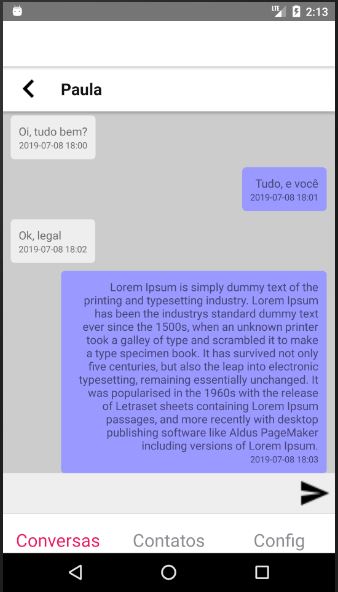 LTE 2:13
Paula
Oi, tudo bem?
2019-07-08 18:00
Tudo, e você
2019-07-08 18:01
Ok, legal
2019-07-08 18:02
Lorem Ipsum is simply dummy text of the
printing and typesetting industry. Lorem Ipsum
has been the industrys standard dummy text
ever since the 1500s, when an unknown printer
took a galley of type and scrambled it to make
a type specimen book. It has survived not only
five centuries, but also the leap into electronic
typesetting, remaining essentially unchanged. It
was popularised in the 1960s with the release
of Letraset sheets containing Lorem Ipsum
passages, and more recently with desktop
publishing software like Aldus PageMaker
including versions of Lorem Ipsum.
2019-07-08 18:03
Conversas Contatos Config